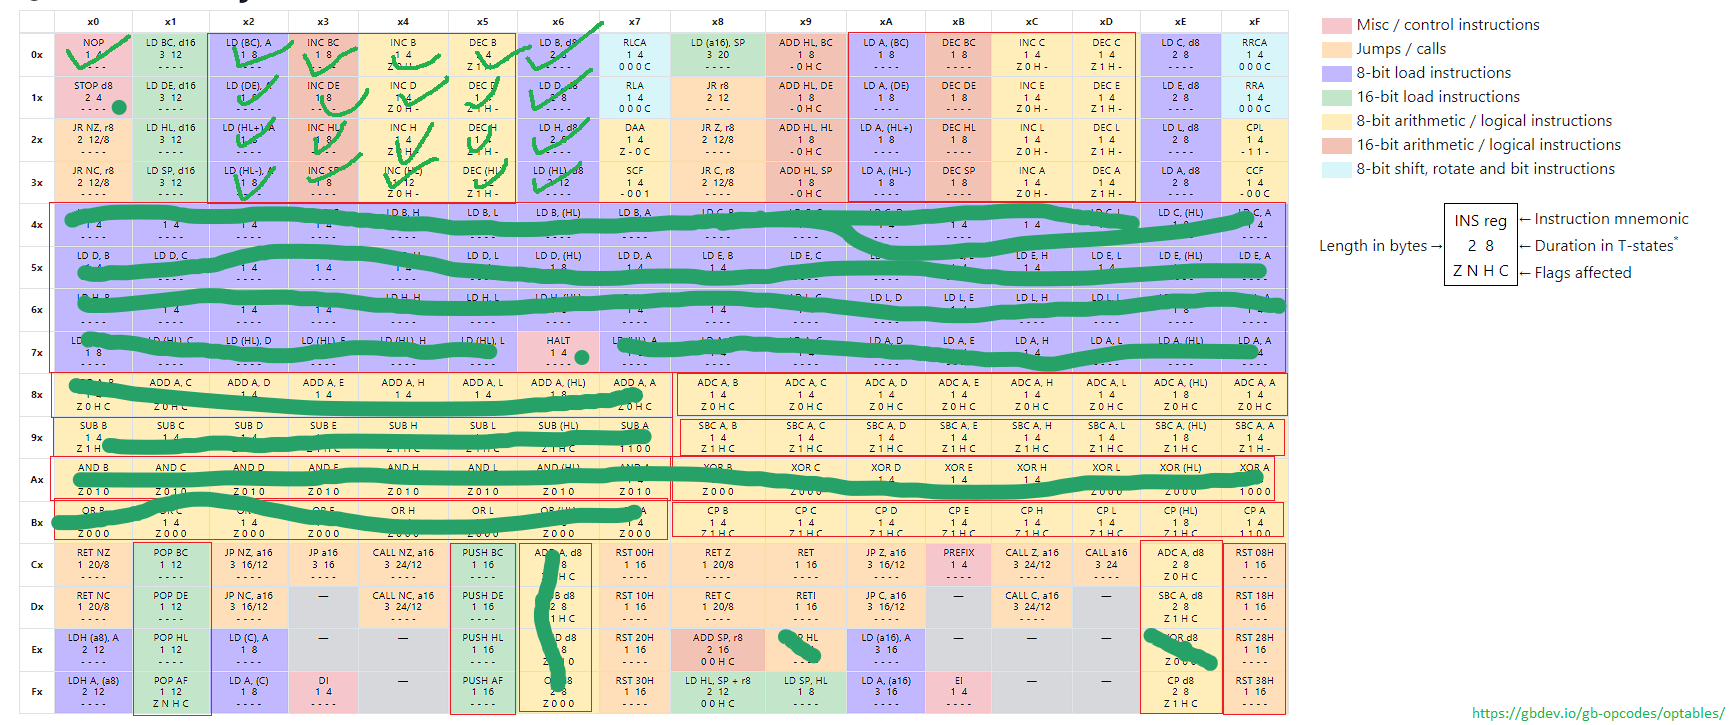 x0 x1 x2 x3 x4 x5 x6 x7 x8 x9 xA xB xC xD xE xF
NOP LD BC, d16 LD (BC), A INC BC INC B DEC B LD B, d8 RLCA LD (a16), SP ADD HL, BC LD A, (BC) DEC BC INC C DEC C LD C, d8 RRCA
0x 1 4 3 12 1 8 1 8 1 4 1 4 2 8 1 4 3 20 1 8 1 8 1 8 1 4 1 4 2 8 1 4
- - - - - - - - - - - - - - - - Z 0 H - Z 1 H - - - - - 0 0 0 C - - - - - 0 H C - - - - - - - - Z 0 H - Z 1 H - - - - - 0 0 0 C
STOP d8 LD DE, d16 LD (DE), A INC DE INC D DEC D LD D, d8 RLA JR r8 ADD HL, DE LD A, (DE) DEC DE INC E DEC E LD E, d8 RRA
1x 2 4 3 12 1 8 1 8 1 4 1 4 2 8 1 4 2 12 1 8 1 8 1 8 1 4 1 4 2 8 1 4
- - - - - - - - - - - - - - - - Z 0 H - Z 1 H - - - - - 0 0 0 C - - - - - 0 H C - - - - - - - - Z 0 H - Z 1 H - - - - - 0 0 0 C
JR NZ, r8 LD HL, d16 LD (HL+), A INC HL INC H DEC H LD H, d8 DAA JR Z, r8 ADD HL, HL LD A, (HL+) DEC HL INC L DEC L LD L, d8 CPL
2x 2 12/8 3 12 1 8 1 8 1 4 1 4 2 8 1 4 2 12/8 1 8 1 8 1 8 1 4 1 4 2 8 1 4
- - - - - - - - - - - - - - - - Z 0 H - Z 1 H - - - - - Z - 0 C - - - - - 0 H C - - - - - - - - Z 0 H - Z 1 H - - - - - - 1 1 -
JR NC, r8 LD SP, d16 LD (HL-), A INC SP INC (HL) DEC (HL) LD (HL), d8 SCF JR C, r8 ADD HL, SP LD A, (HL-) DEC SP INC A DEC A LD A, d8 CCF
3x 2 12/8 3 12 1 8 1 8 1 12 1 12 2 12 1 4 2 12/8 1 8 1 8 1 8 1 4 1 4 2 8 1 4
- - - - - - - - - - - - - - - - Z 0 H - Z 1 H - - - - - - 0 0 1 - - - - - 0 H C - - - - - - - - Z 0 H - Z 1 H - - - - - - 0 0 C
LD B, H LD B, L LD B, (HL) LD B, A LD C, B LD C, L LD C, (HL) LD C, A
4x 1 4 1 4 1 4
- - - - - - - - - - - - - - - - - - - - - - - - - - - - - - - - - - - - - - - - - - - - - - - - - - - - - - - - - - - - - - - -
LD D, B LD D, C LD D, L LD D, (HL) LD D, A LD E, B LD E, C LD E, H LD E, L LD E, (HL) LD E, A
5x 1 4 1 4 1 4 1 8 1 4 1 4
- - - - - - - - - - - - - - - - - - - - - - - - - - - - - - - - - - - - - - - - - - - - - - - - - - - - - - - - - - - - - - - -
LD H, B LD H, H LD H, L LD H, (HL) LD L, C LD L, D LD L, E LD L, H LD L, L
6x 1 4 1 4 1 4 1 4 1 4 1 8 1 4
- - - - - - - - - - - - - - - - - - - - - - - - - - - - - - - - - - - - - - - - - - - - - - - - - - - - - - - - - - - - - - - -
LD (HL), C LD (HL), D LD (HL), E LD (HL), H LD (HL), L HALT LD (HL), A LD A, D LD A, E LD A, H LD A, L LD A, (HL) LD A, A
7x 1 8 1 4 1 4
- - - - - - - - - - - - - - - - - - - - - - - - - - - - - - - - - - - - - - - - - - - - - - - - - - - - - - - - - - - - - - - -
ADD A, C ADD A, D ADD A, E ADD A, H ADD A, L ADD A, (HL) ADD A, A ADC A, B ADC A, C ADC A, D ADC A, E ADC A, H ADC A, L ADC A, (HL) ADC A, A
8x 1 4 1 4 1 4 1 4 1 8 1 4 1 4 1 4 1 4 1 4 1 4 1 8 1 4
Z 0 H C Z 0 H C Z 0 H C Z 0 H C Z 0 H C Z 0 H C Z 0 H C Z 0 H C Z 0 H C Z 0 H C Z 0 H C
SUB B SUB C SUB D SUB E SUB H SUB L SUB (HL) SUB A SBC A, B SBC A, C SBC A, D SBC A, E SBC A, H SBC A, L SBC A, (HL) SBC A, A
9x 1 4 1 4 1 4 1 4 1 4 1 4 1 4 1 8 1 4
1 1 0 0 Z 1 H C Z 1 H C Z 1 H C Z 1 H C Z 1 H C Z 1 H C Z 1 H C Z 1 H -
AND B AND C AND D AND E AND H AND L AND (HL) AND A XOR B XOR C XOR D XOR E XOR H XOR L XOR (HL) XOR A
Ax 1 4 1 4 1 4 1 4
Z 0 1 0 Z 0 1 0 Z 0 1 0 Z 0 1 0 Z 0 1 0 Z 0 1 0 Z 0 1 0 Z 0 1 0 Z 0 0 0 Z 0 0 0 Z 0 0 0 Z 0 0 0 Z 0 0 0 Z 0 0 0 Z 0 0 0 1 0 0 0
OR B OR E OR H OR L CP B CP C CP D CP E CP H CP L CP (HL) CP A
Bx 1 4 1 4 1 4 1 4 1 4 1 4 1 4 1 4 1 4 1 8 1 4
Z 0 0 0 Z 0 0 0 Z 0 0 0 Z 0 0 0 Z 0 0 0 Z 0 0 0 Z 0 0 0 Z 0 0 0 Z 1 H C Z 1 H C Z 1 H C Z 1 H C Z 1 H C Z 1 H C Z 1 H C 1 1 0 0
RET NZ POP BC JP NZ, a16 JP a16 CALL NZ, a16 PUSH BC ADD A, d8 RST 00H RET Z RET JP Z, a16 PREFIX CALL Z, a16 CALL a16 ADC A, d8 RST 08H
Cx 1 20/8 1 12 3 16/12 3 16 3 24/12 1 16 8 1 16 1 20/8 1 16 3 16/12 1 4 3 24/12 3 24 2 8 1 16
- - - - - - - - - - - - - - - - - - - - - - - - H C - - - - - - - - - - - - - - - - - - - - - - - - - - - - Z 0 H C - - - -
RET NC POP DE JP NC, a16 — CALL NC, a16 PUSH DE d8 RST 10H RET C RETI JP C, a16 — CALL C, a16 — SBC A, d8 RST 18H
Dx 1 20/8 1 12 3 16/12 3 24/12 1 16 8 1 16 1 20/8 1 16 3 16/12 3 24/12 2 8 1 16
- - - - - - - - - - - - - - - - - - - - 1 H C - - - - - - - - - - - - - - - - - - - - Z 1 H C - - - -
LDH (a8), A POP HL LD (C), A — — PUSH HL d8 RST 20H ADD SP, r8 HL LD (a16), A — — — d8 RST 28H
Ex 2 12 1 12 1 8 1 16 1 16 2 16 3 16 1 16
- - - - - - - - - - - - - - - - - - - - 0 0 H C - - - - - - - - Z 0 0 0 - - - -
LDH A, (a8) POP AF LD A, (C) DI — PUSH AF RST 30H LD HL, SP + r8 LD SP, HL LD A, (a16) EI — — CP d8 RST 38H
Fx 2 12 1 12 1 8 1 4 1 16 2 8 1 16 2 12 1 8 3 16 1 4 2 8 1 16
- - - - Z N H C - - - - - - - - - - - - Z 0 0 0 - - - - 0 0 H C - - - - - - - - - - - - Z 1 H C - - - -
Misc / control instructions
Jumps / calls
8-bit load instructions
16-bit load instructions
8-bit arithmetic / logical instructions
16-bit arithmetic / logical instructions
8-bit shift, rotate and bit instructions
INS reg ← Instruction mnemonic
Length in bytes → 2 8 ← Duration in T-states*
Z N H C ← Flags affected
https://gbdev.io/gb-opcodes/optables/